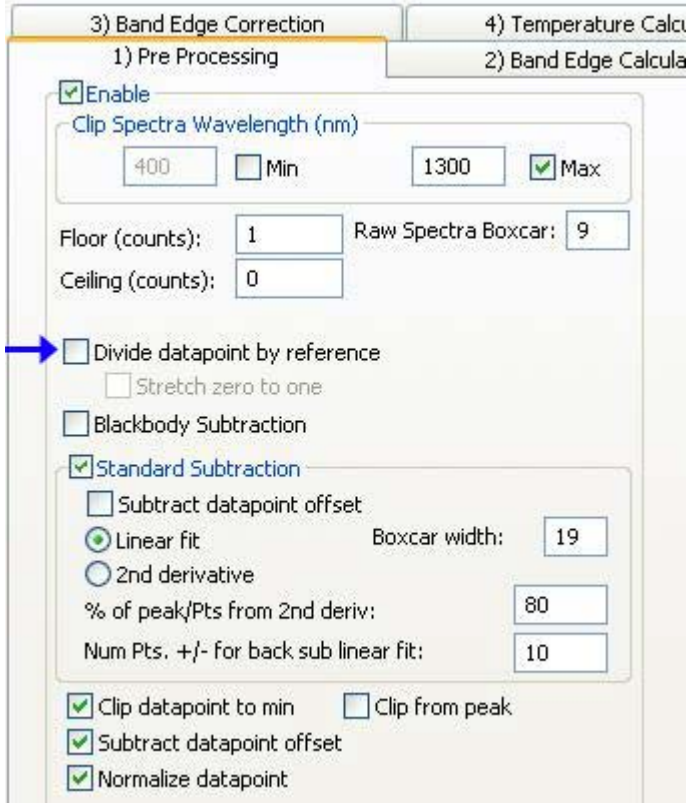 3) Band Edge Correction
4) Temperature Calcu
1) Pre Processing
2) Band Edge Calcula
Enable
Clip Spectra Wavelength (nm)
400 Min 1300 Max
Floor (counts): 1 Raw Spectra Boxcar: 9
Ceiling (counts): 0
Divide datapoint by reference
Stretch zero to one
Blackbody Subtraction
Standard Subtraction
Subtract datapoint offset
Linear fit Boxcar width: 19
2nd derivative
% of peak/Pts from 2nd deriv: 80
Num Pts. +/- for back sub linear fit: 10
Clip datapoint to min Clip from peak
Subtract datapoint offset
Normalize datapoint